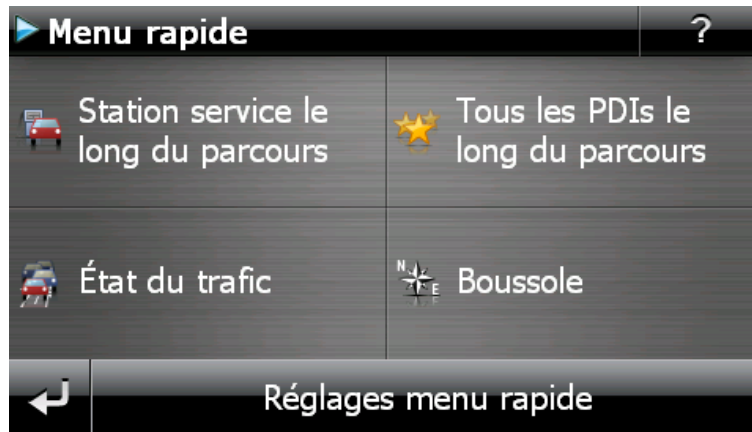 Menu rapide
?
Station service le
long du parcours
Tous les PDIs le
long du parcours
État du trafic
N
E
Boussole
Réglages menu rapide